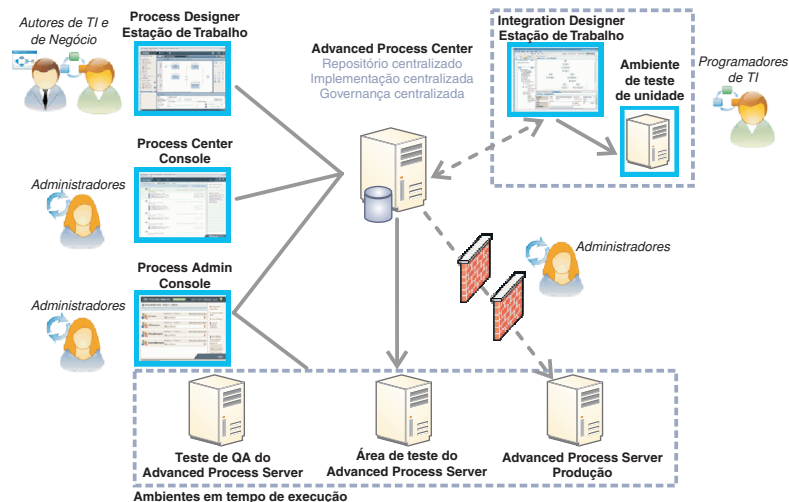 Autores de TI e
de Negócio
Process Designer
Estação de Trabalho
Advanced Process Center
Repositório centralizado
Implementação centralizada
Governança centralizada
Integration Designer
Estação de Trabalho
Ambiente
de teste
de unidade
Programadores
de TI
Process Center
Console
Administradores
Process Admin
Console
Administradores
Administradores
Teste de QA do
Advanced Process Server
Área de teste do
Advanced Process Server
Advanced Process Server
Produção
Ambientes em tempo de execução